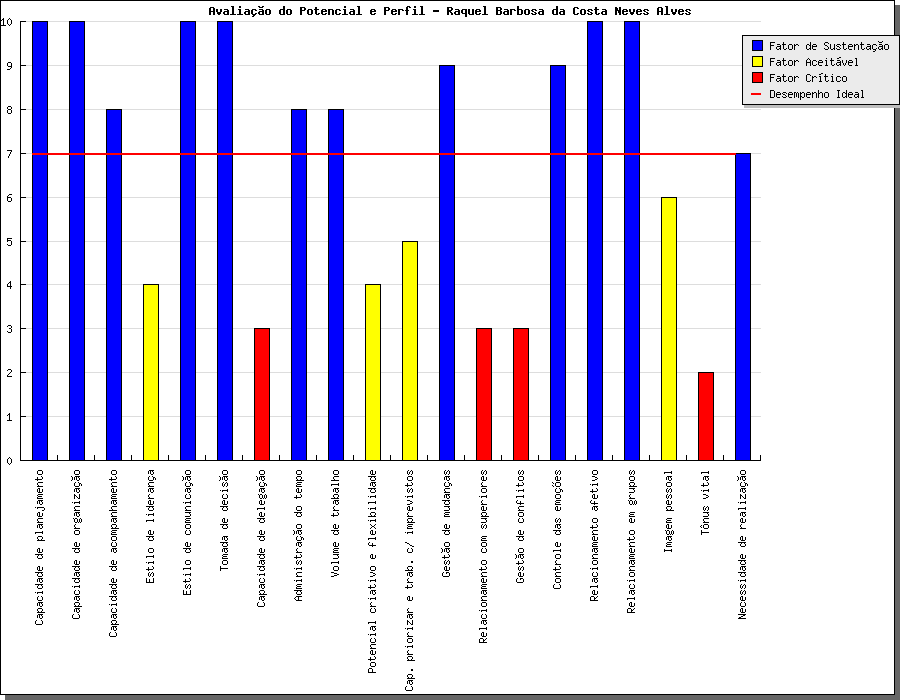 Avaliação do Potencial e Perfil - Raquel Barbosa da Costa Neves Alves
Fator de Sustentação
Fator Aceitável
Fator Crítico
Desempenho Ideal
10
9
8
7
6
5
4
3
2
1
0
Capacidade de planejamento
Capacidade de organização
Capacidade de acompanhamento
Estilo de liderança
Estilo de comunicação
Tomada de decisão
Capacidade de delegação
Administração do tempo
Volume de trabalho
Potencial criativo e flexibilidade
Cap. priorizar e trab. c/ imprevistos
Gestão de mudanças
Relacionamento com superiores
Gestão de conflitos
Controle das emoções
Relacionamento afetivo
Relacionamento em grupos
Imagem pessoal
Tônus vital
Necessidade de realização